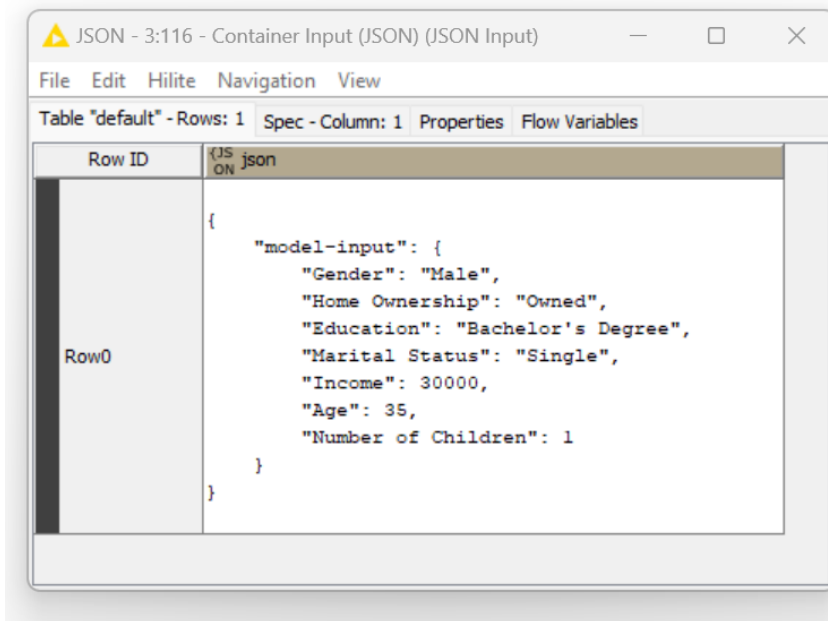 JSON - 3:116 - Container Input (JSON) (JSON Input)
File Edit Hilite Navigation View
Table "default" - Rows: 1 Spec - Column: 1 Properties Flow Variables
Row ID {JS ON json
Row0
{
"model-input": {
"Gender": "Male",
"Home Ownership": "Owned",
"Education": "Bachelor's Degree",
"Marital Status": "Single",
"Income": 30000,
"Age": 35,
"Number of Children": 1
}
}